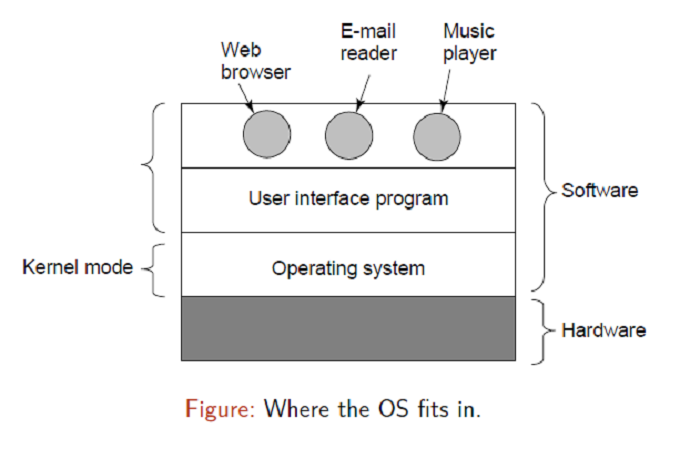 Web
browser
E-mail
reader
Music
player
User interface program
Software
Kernel mode
Operating system
Hardware
Figure: Where the OS fits in.